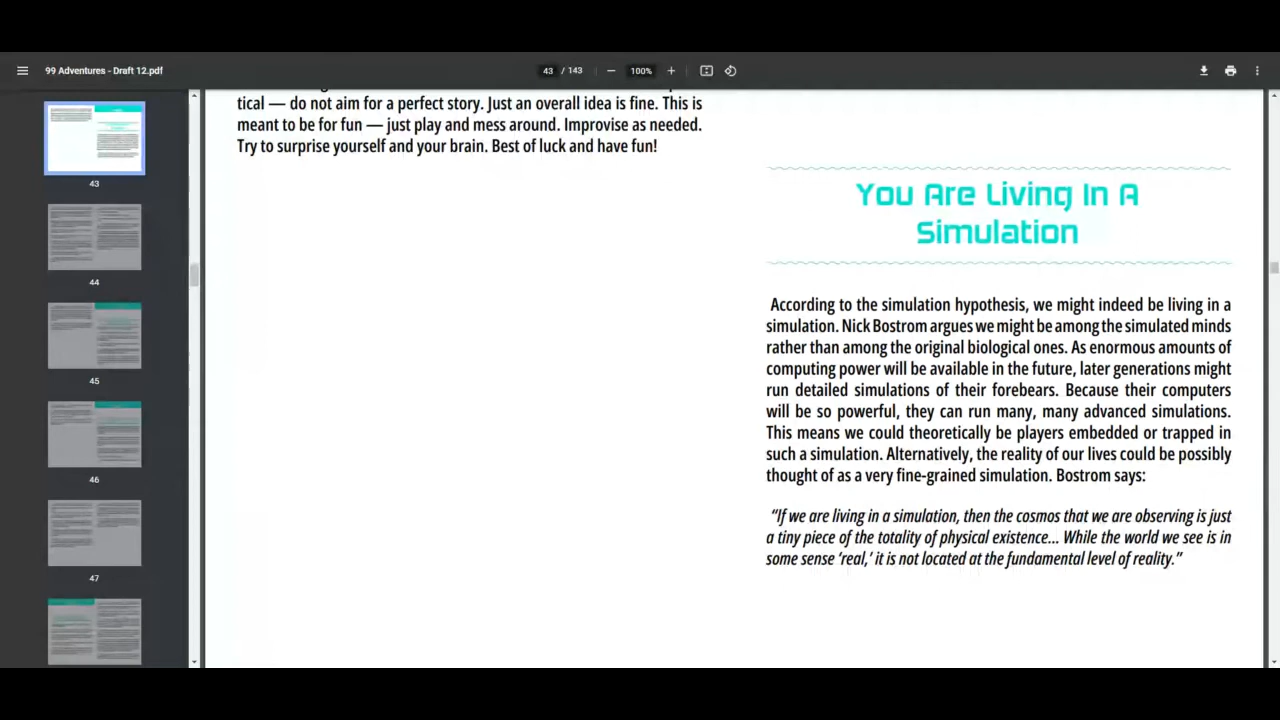 99 Adventures - Draft 12.pdf
43 / 143
100%
43
44
45
46
47
tical — do not aim for a perfect story. Just an overall idea is fine. This is
meant to be for fun — just play and mess around. Improvise as needed.
Try to surprise yourself and your brain. Best of luck and have fun!
You Are Living In A
Simulation
According to the simulation hypothesis, we might indeed be living in a
simulation. Nick Bostrom argues we might be among the simulated minds
rather than among the original biological ones. As enormous amounts of
computing power will be available in the future, later generations might
run detailed simulations of their forebears. Because their computers
will be so powerful, they can run many, many advanced simulations.
This means we could theoretically be players embedded or trapped in
such a simulation. Alternatively, the reality of our lives could be possibly
thought of as a very fine-grained simulation. Bostrom says:
“If we are living in a simulation, then the cosmos that we are observing is just
a tiny piece of the totality of physical existence... While the world we see is in
some sense ‘real,’ it is not located at the fundamental level of reality.”